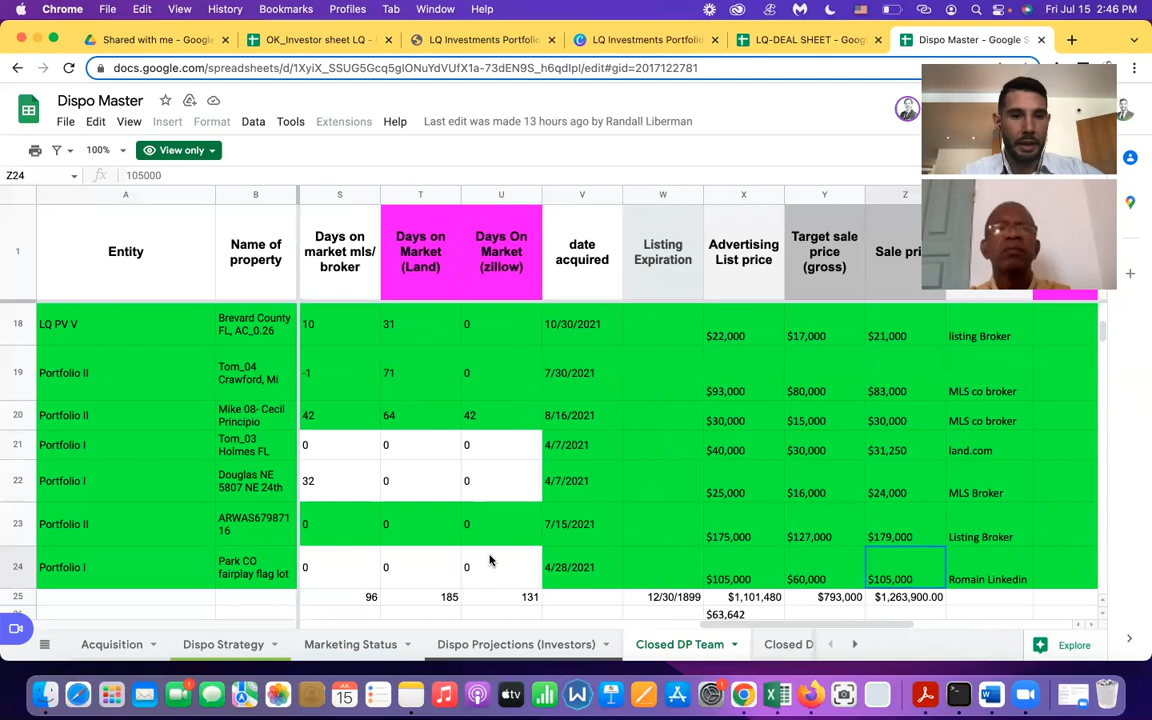 Chrome File Edit View History Bookmarks Profiles Tab Window Help Fri Jul 15 2:46 PM
Shared with me - Google OK_Investor sheet LQ - LQ Investments Portfolio LQ Investments Portfolio LQ-DEAL SHEET - Google Dispo Master - Google S
docs.google.com/spreadsheets/d/1XyiX_SSUG5Gcq5gIONuYdVUfX1a-73dEN9S_h6qdIpI/edit#gid=2017122781
Dispo Master
File Edit View Insert Format Data Tools Extensions Help Last edit was made 13 hours ago by Randall Liberman
100% View only
Z24 fx 105000
A B S T U V W X Y Z
1 Entity Name of property Days on market mls/ broker Days on Market (Land) Days On Market (zillow) date acquired Listing Expiration Advertising List price Target sale price (gross) Sale pri
18 LQ PV V Brevard County FL, AC_0.26 10 31 0 10/30/2021 $22,000 $17,000 $21,000 listing Broker
19 Portfolio II Tom_04 Crawford, Mi -1 71 0 7/30/2021 $93,000 $80,000 $83,000 MLS co broker
20 Portfolio II Mike 08- Cecil Principio 42 64 42 8/16/2021 $30,000 $15,000 $30,000 MLS co broker
21 Portfolio I Tom_03 Holmes FL 0 0 0 4/7/2021 $40,000 $30,000 $31,250 land.com
22 Portfolio I Douglas NE 5807 NE 24th 32 0 0 4/7/2021 $25,000 $16,000 $24,000 MLS Broker
23 Portfolio II ARWAS679871 16 0 0 0 7/15/2021 $175,000 $127,000 $179,000 Listing Broker
24 Portfolio I Park CO fairplay flag lot 0 0 0 4/28/2021 $105,000 $60,000 $105,000 Romain Linkedin
25 96 185 131 12/30/1899 $1,101,480 $793,000 $1,263,900.00
$63,642
Acquisition Dispo Strategy Marketing Status Dispo Projections (Investors) Closed DP Team Closed D Explore
JUL 15